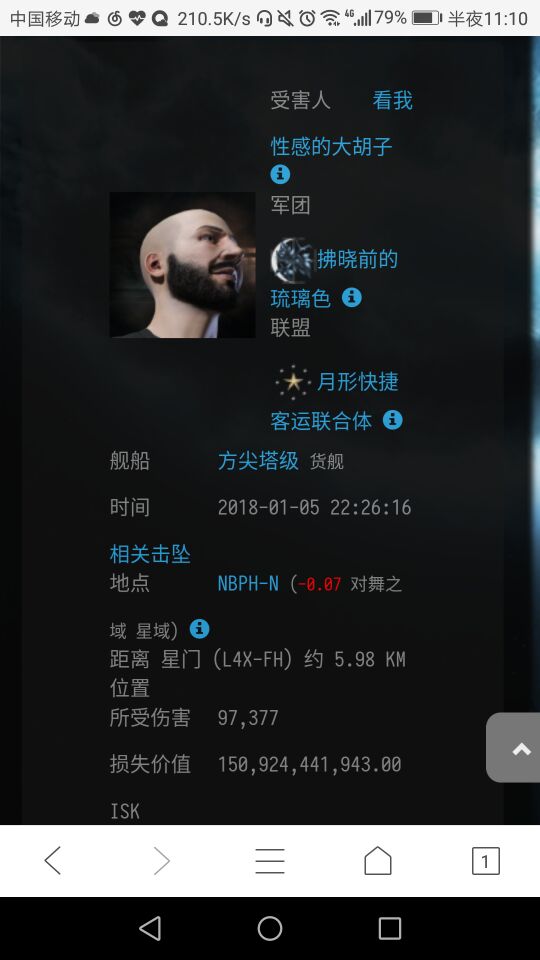 中国移动 210.5K/s 4G 79% 半夜11:10
受害人 看我
性感的大胡子
军团
拂晓前的
琉璃色
联盟
月形快捷
客运联合体
舰船 方尖塔级 货舰
时间 2018-01-05 22:26:16
相关击坠
地点 NBPH-N (-0.07 对舞之
域 星域)
距离 星门 (L4X-FH) 约 5.98 KM
位置
所受伤害 97,377
损失价值 150,924,441,943.00
ISK
1